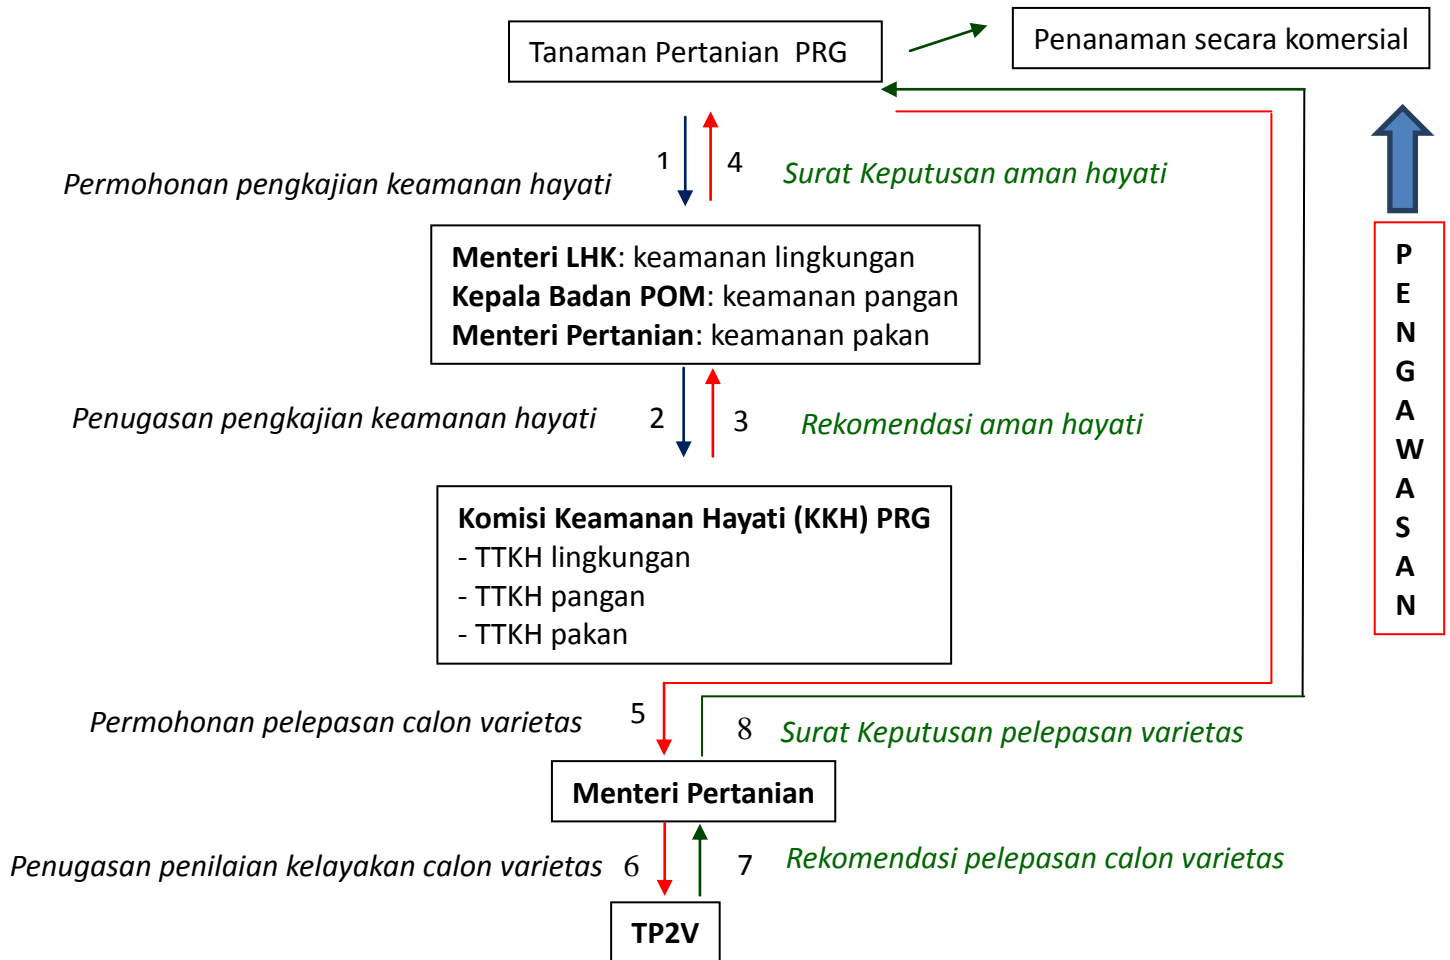 Tanaman Pertanian PRG
Penanaman secara komersial
Permohonan pengkajian keamanan hayati
1
4
Surat Keputusan aman hayati
Menteri LHK: keamanan lingkungan
Kepala Badan POM: keamanan pangan
Menteri Pertanian: keamanan pakan
Penugasan pengkajian keamanan hayati
2
3
Rekomendasi aman hayati
Komisi Keamanan Hayati (KKH) PRG
- TTKH lingkungan
- TTKH pangan
- TTKH pakan
Permohonan pelepasan calon varietas
5
8
Surat Keputusan pelepasan varietas
Menteri Pertanian
Penugasan penilaian kelayakan calon varietas
6
7
Rekomendasi pelepasan calon varietas
TP2V
P
E
N
G
A
W
A
S
A
N